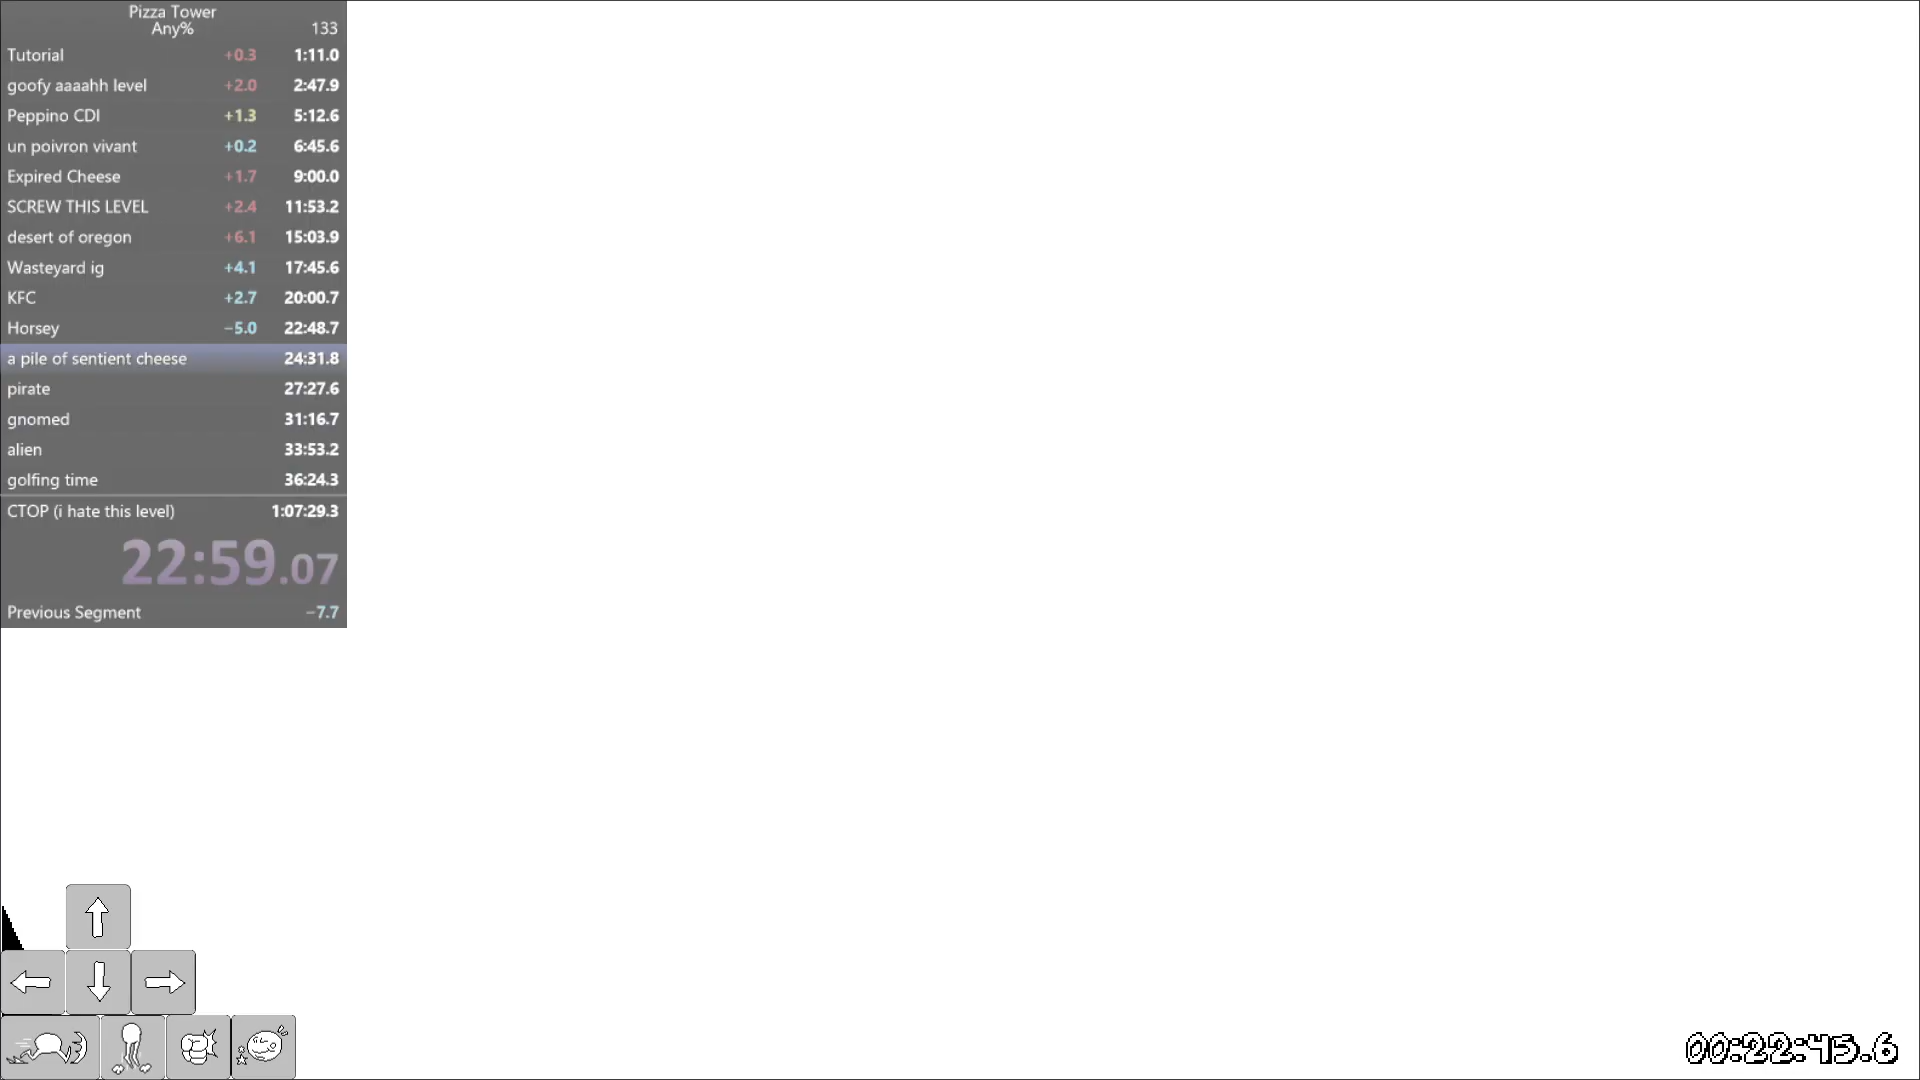 Pizza Tower
Any% 133
Tutorial +0.3 1:11.0
goofy aaaahh level +2.0 2:47.9
Peppino CDI +1.3 5:12.6
un poivron vivant +0.2 6:45.6
Expired Cheese +1.7 9:00.0
SCREW THIS LEVEL +2.4 11:53.2
desert of oregon +6.1 15:03.9
Wasteyard ig +4.1 17:45.6
KFC +2.7 20:00.7
Horsey −5.0 22:48.7
a pile of sentient cheese 24:31.8
pirate 27:27.6
gnomed 31:16.7
alien 33:53.2
golfing time 36:24.3
CTOP (i hate this level) 1:07:29.3
22:59.07
Previous Segment −7.7
00:22:45.6